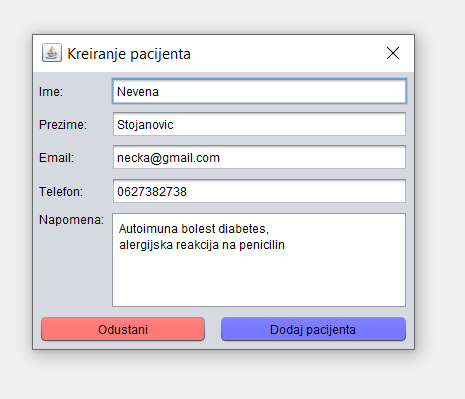 Kreiranje pacijenta
Ime: Nevena
Prezime: Stojanovic
Email: necka@gmail.com
Telefon: 0627382738
Napomena: Autoimuna bolest diabetes,
alergijska reakcija na penicilin
Odustani Dodaj pacijenta